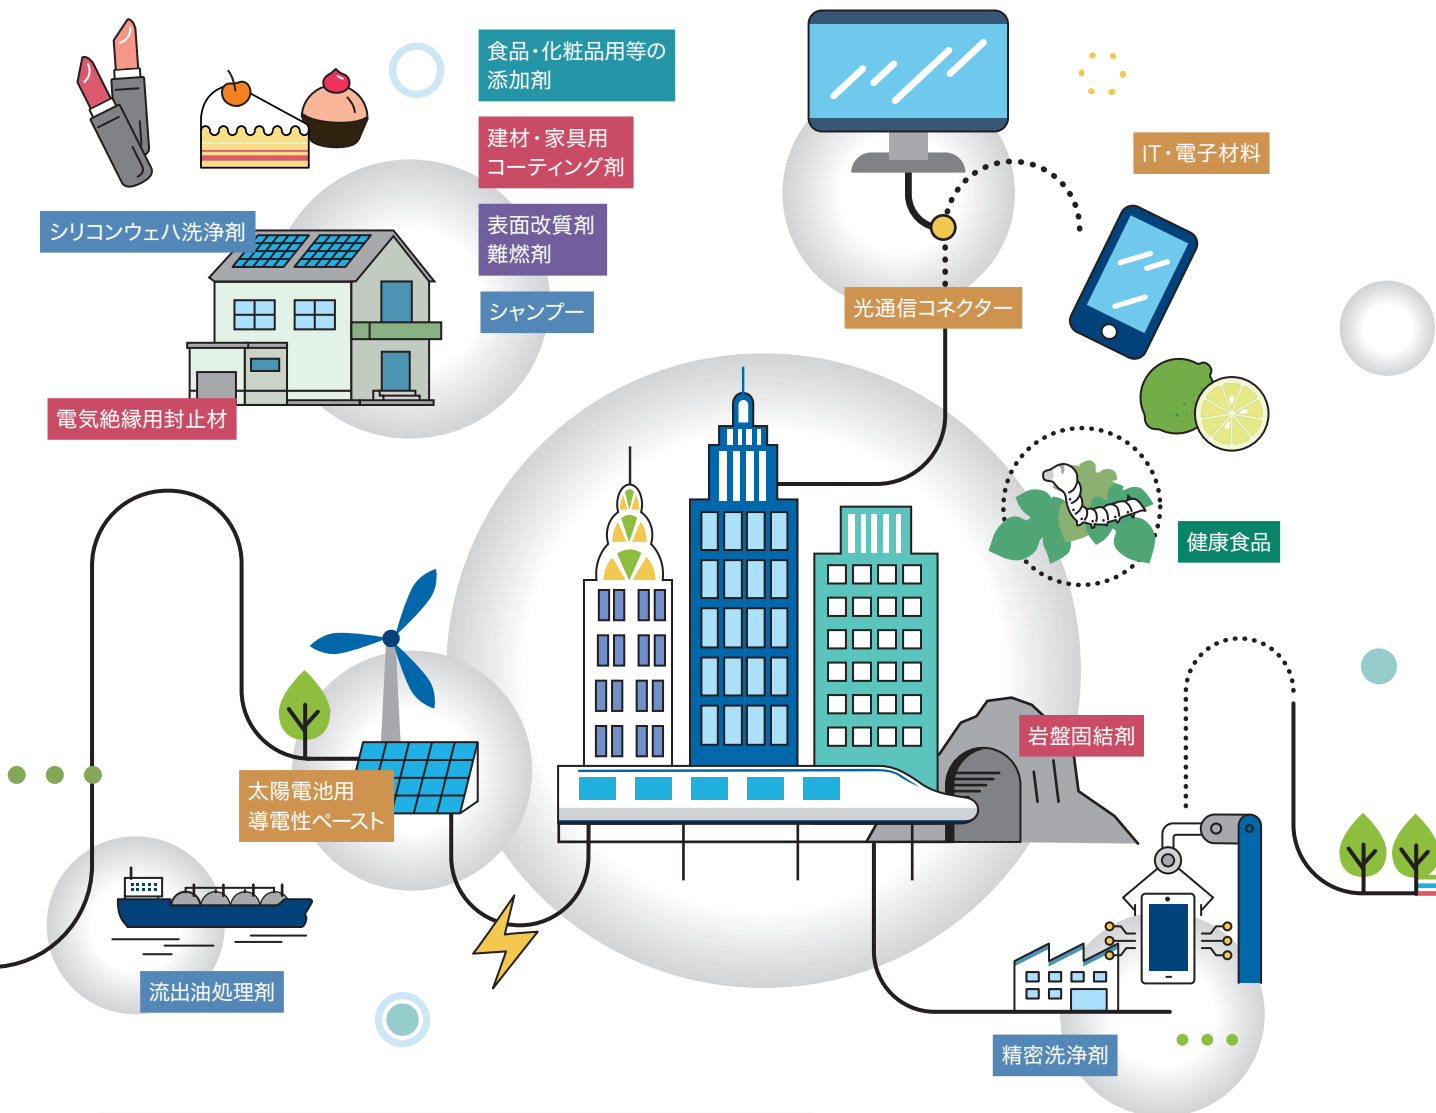 食品・化粧品用等の
添加剤
建材・家具用
コーティング剤
IT・電子材料
シリコンウェハ洗浄剤
表面改質剤
難燃剤
シャンプー
光通信コネクター
電気絶縁用封止材
健康食品
岩盤固結剤
太陽電池用
導電性ペースト
流出油処理剤
精密洗浄剤